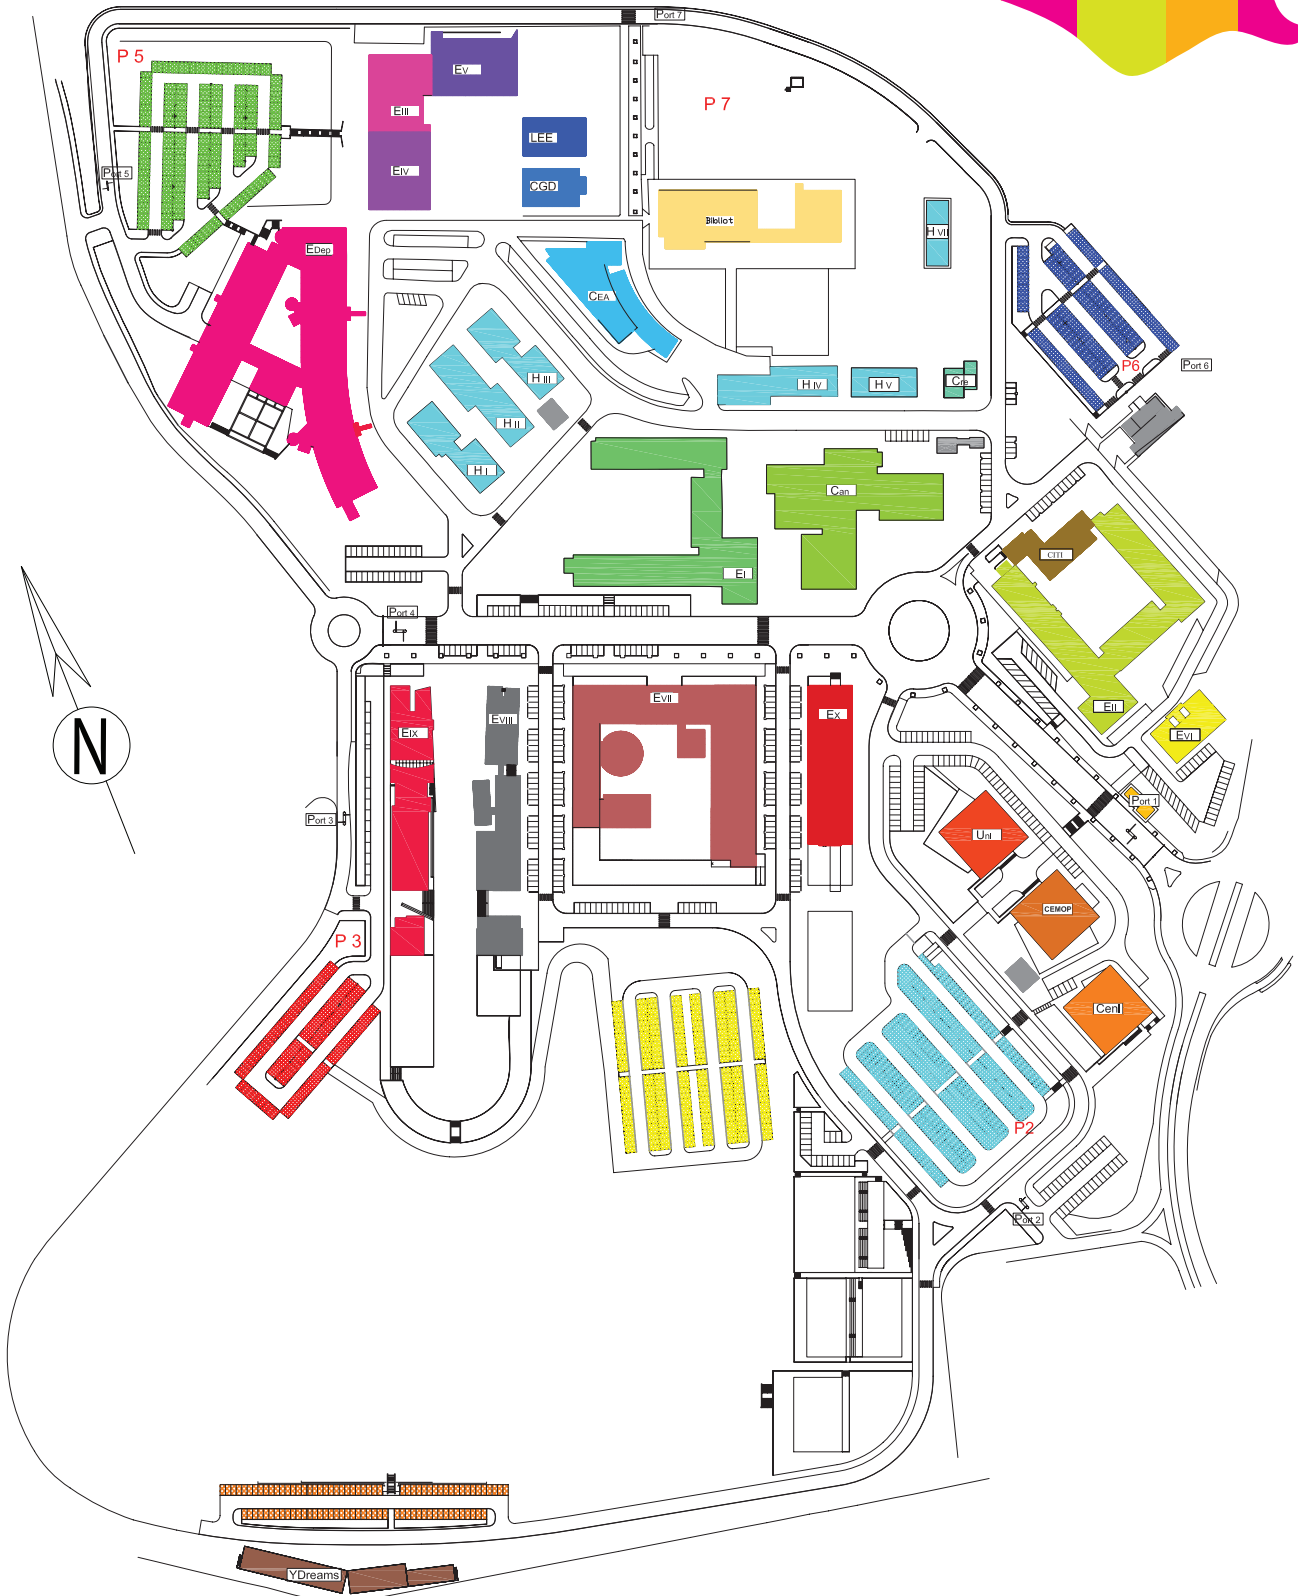 Port 7
P 5
EV
P 7
EIII
LEE
EIV
Port 5
CGD
Bibliot
H VII
EDep
CEA
P6
Port 6
H III
H IV
H V
Cre
H II
H I
Can
CITI
EI
Port 4
EVII
EII
EIX
EVIII
EX
EVI
N
Port 1
Port 3
UnI
CEMOP
P 3
CenI
P2
Port 2
YDreams